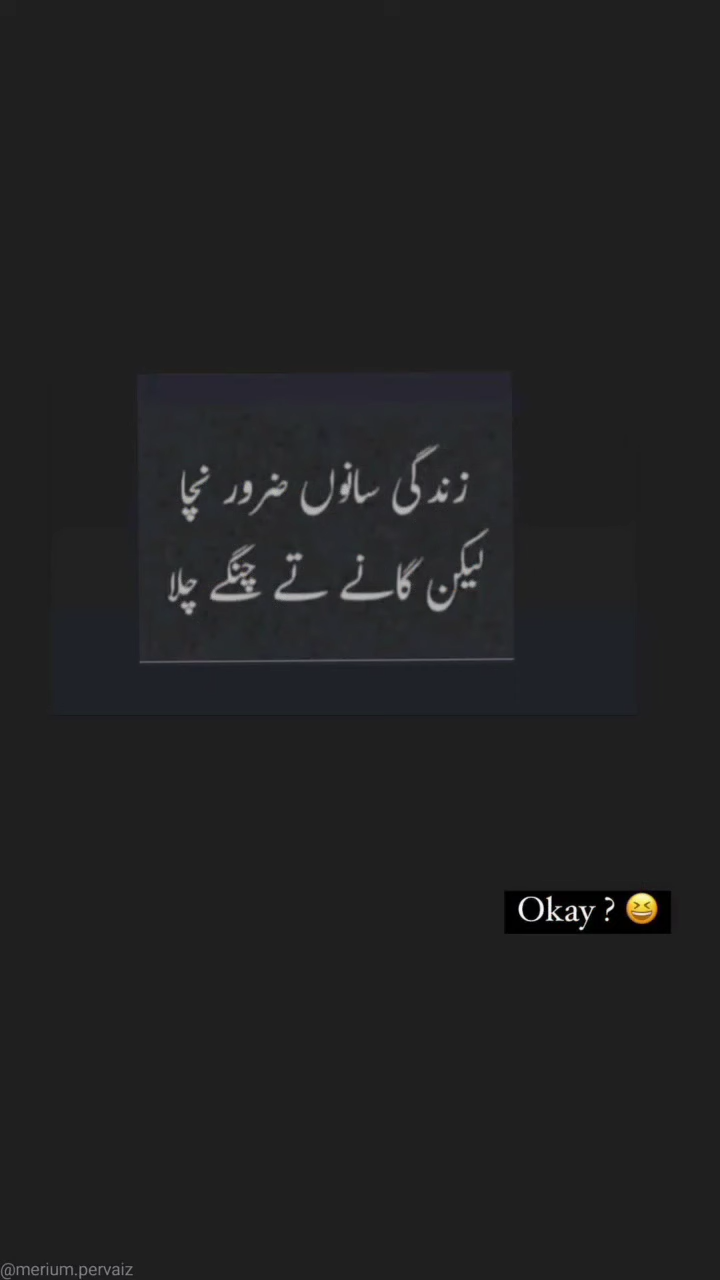 زندگی سانوں ضرور نچا
لیکن گانے تے چنگے چلا
Okay ? 😆
@merium.pervaiz